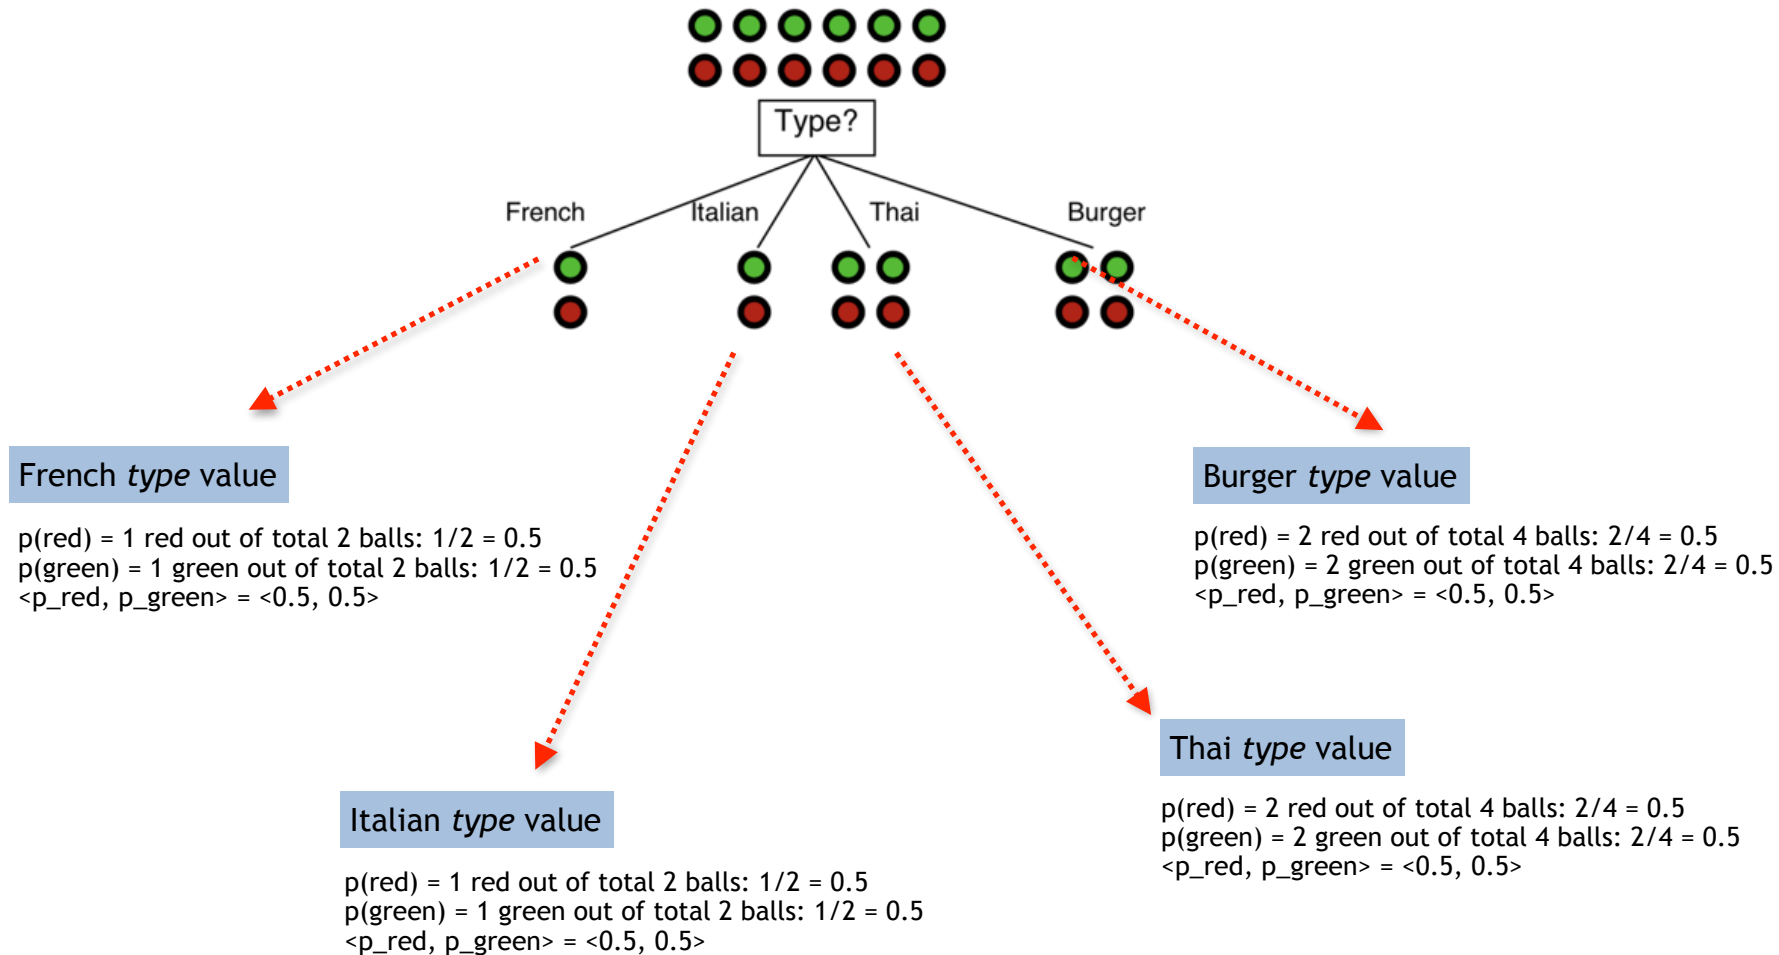 Type?
French
Italian
Thai
Burger
French type value
p(red) = 1 red out of total 2 balls: 1/2 = 0.5
p(green) = 1 green out of total 2 balls: 1/2 = 0.5
<p_red, p_green> = <0.5, 0.5>
Burger type value
p(red) = 2 red out of total 4 balls: 2/4 = 0.5
p(green) = 2 green out of total 4 balls: 2/4 = 0.5
<p_red, p_green> = <0.5, 0.5>
Italian type value
p(red) = 1 red out of total 2 balls: 1/2 = 0.5
p(green) = 1 green out of total 2 balls: 1/2 = 0.5
<p_red, p_green> = <0.5, 0.5>
Thai type value
p(red) = 2 red out of total 4 balls: 2/4 = 0.5
p(green) = 2 green out of total 4 balls: 2/4 = 0.5
<p_red, p_green> = <0.5, 0.5>